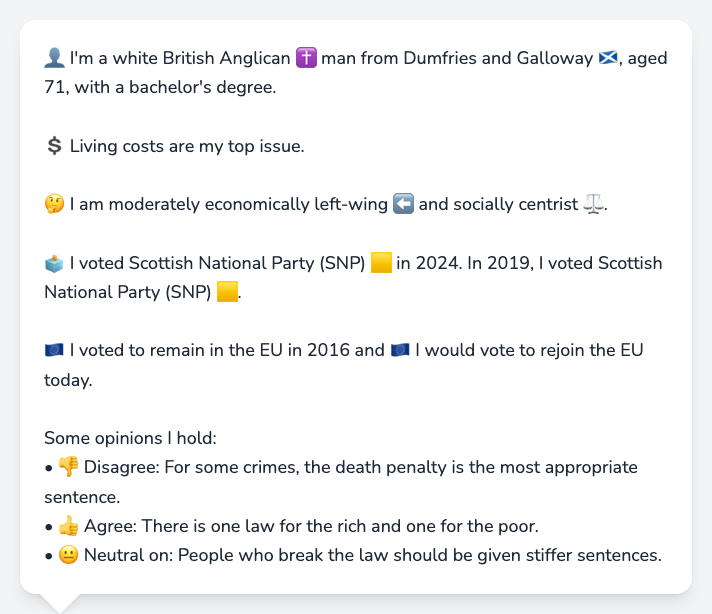 👤 I'm a white British Anglican ✝️ man from Dumfries and Galloway 🏴󠁧󠁢󠁳󠁣󠁴󠁿, aged
71, with a bachelor's degree.
💲 Living costs are my top issue.
🤔 I am moderately economically left-wing ⬅️ and socially centrist ⚖️.
🗳️ I voted Scottish National Party (SNP) 🟨 in 2024. In 2019, I voted Scottish
National Party (SNP) 🟨.
🇪🇺 I voted to remain in the EU in 2016 and 🇪🇺 I would vote to rejoin the EU
today.
Some opinions I hold:
• 👎 Disagree: For some crimes, the death penalty is the most appropriate
sentence.
• 👍 Agree: There is one law for the rich and one for the poor.
• 😐 Neutral on: People who break the law should be given stiffer sentences.